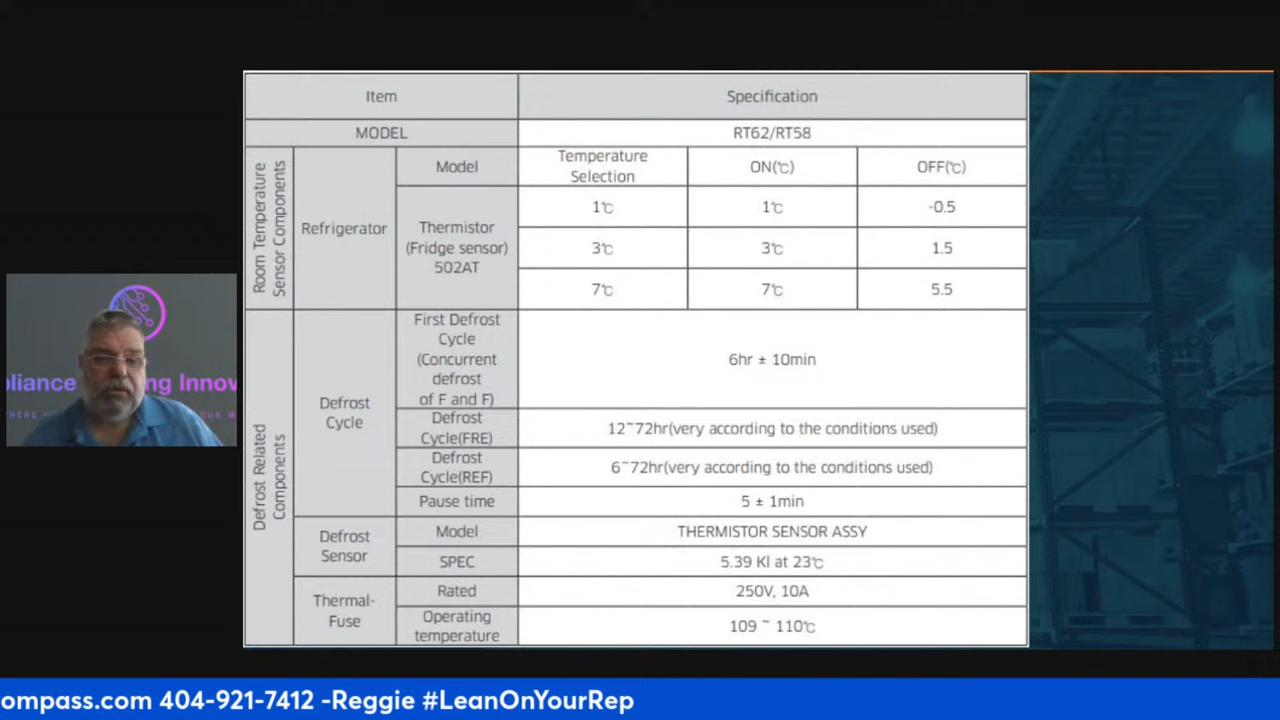 Item
Specification
MODEL
RT62/RT58
Room Temperature
Sensor Components
Refrigerator
Model
Temperature
Selection
ON(℃)
OFF(℃)
Thermistor
(Fridge sensor)
502AT
1℃
1℃
-0.5
3℃
3℃
1.5
7℃
7℃
5.5
Defrost Related
Components
Defrost
Cycle
First Defrost
Cycle
(Concurrent
defrost
of F and F)
6hr ± 10min
Defrost
Cycle(FRE)
12~72hr(very according to the conditions used)
Defrost
Cycle(REF)
6~72hr(very according to the conditions used)
Pause time
5 ± 1min
Defrost
Sensor
Model
THERMISTOR SENSOR ASSY
SPEC
5.39 Kl at 23℃
Thermal-
Fuse
Rated
250V, 10A
Operating
temperature
109 ~ 110℃
pliance
ng Innov
ompass.com 404-921-7412 -Reggie #LeanOnYourRep